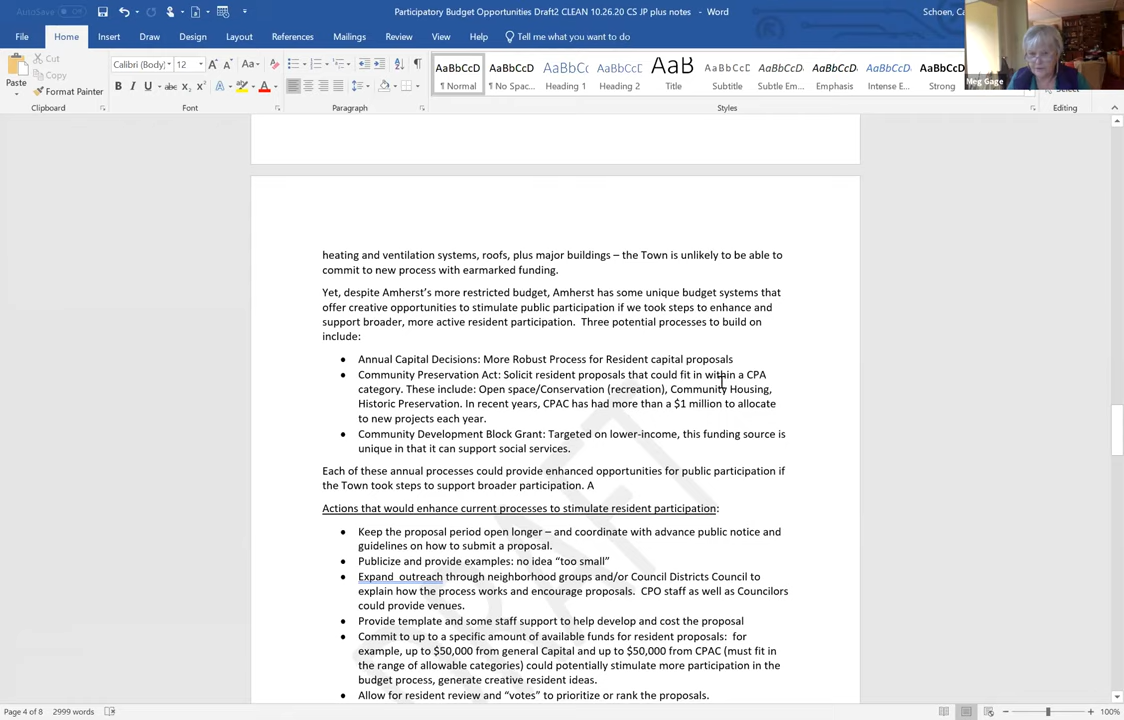 AutoSave
Participatory Budget Opportunities Draft2 CLEAN 10.26.20 CS JP plus notes - Word
Schoen, Ca
File Home Insert Draw Design Layout References Mailings Review View Help Tell me what you want to do
Paste
Cut
Copy
Format Painter
Clipboard
Calibri (Body) 12
Font
Paragraph
AaBbCcD AaBbCcD AaBbCc AaBbCcD AaB AaBbCcD AaBbCcD AaBbCcD AaBbCcD AaBbCcD
¶ Normal ¶ No Spac... Heading 1 Heading 2 Title Subtitle Subtle Em... Emphasis Intense E... Strong
Styles
Meg Gage
Select
Editing
heating and ventilation systems, roofs, plus major buildings – the Town is unlikely to be able to
commit to new process with earmarked funding.
Yet, despite Amherst's more restricted budget, Amherst has some unique budget systems that
offer creative opportunities to stimulate public participation if we took steps to enhance and
support broader, more active resident participation. Three potential processes to build on
include:
• Annual Capital Decisions: More Robust Process for Resident capital proposals
• Community Preservation Act: Solicit resident proposals that could fit in within a CPA
category. These include: Open space/Conservation (recreation), Community Housing,
Historic Preservation. In recent years, CPAC has had more than a $1 million to allocate
to new projects each year.
• Community Development Block Grant: Targeted on lower-income, this funding source is
unique in that it can support social services.
Each of these annual processes could provide enhanced opportunities for public participation if
the Town took steps to support broader participation. A
Actions that would enhance current processes to stimulate resident participation:
• Keep the proposal period open longer – and coordinate with advance public notice and
guidelines on how to submit a proposal.
• Publicize and provide examples: no idea "too small"
• Expand outreach through neighborhood groups and/or Council Districts Council to
explain how the process works and encourage proposals. CPO staff as well as Councilors
could provide venues.
• Provide template and some staff support to help develop and cost the proposal
• Commit to up to a specific amount of available funds for resident proposals: for
example, up to $50,000 from general Capital and up to $50,000 from CPAC (must fit in
the range of allowable categories) could potentially stimulate more participation in the
budget process, generate creative resident ideas.
• Allow for resident review and "votes" to prioritize or rank the proposals.
DRAFT
Page 4 of 8 2999 words
100%